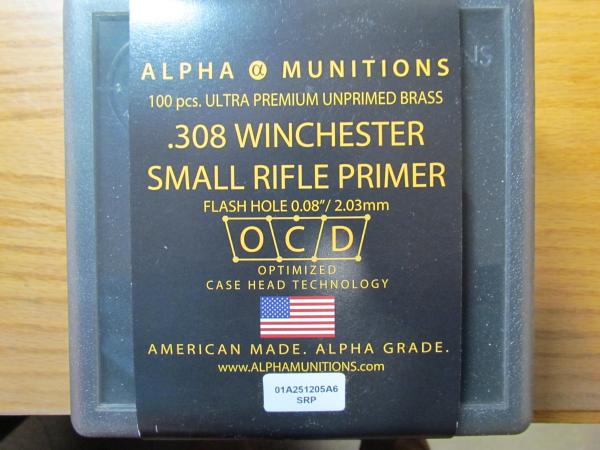 ALPHA α MUNITIONS
100 pcs. ULTRA PREMIUM UNPRIMED BRASS
.308 WINCHESTER
SMALL RIFLE PRIMER
FLASH HOLE 0.08"/ 2.03mm
OCD
OPTIMIZED
CASE HEAD TECHNOLOGY
AMERICAN MADE. ALPHA GRADE.
www.ALPHAMUNITIONS.com
01A251205A6
SRP